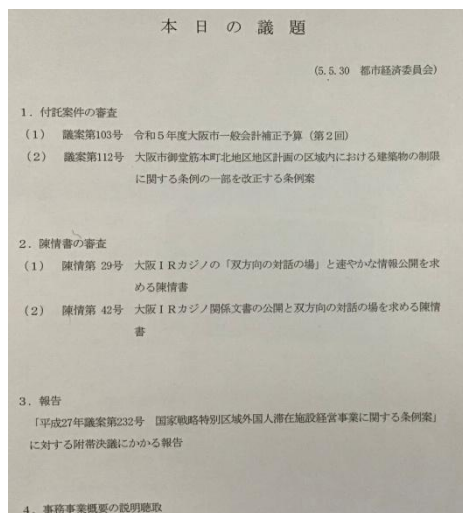 本日の議題
(5.5.30 都市経済委員会)
1.付託案件の審査
(1) 議案第103号 令和5年度大阪市一般会計補正予算(第2回)
(2) 議案第112号 大阪市御堂筋本町北地区地区計画の区域内における建築物の制限
に関する条例の一部を改正する条例案
2.陳情書の審査
(1) 陳情第 29号 大阪IRカジノの「双方向の対話の場」と速やかな情報公開を求
める陳情書
(2) 陳情第 42号 大阪IRカジノ関係文書の公開と双方向の対話の場を求める陳情
書
3.報告
「平成27年議案第232号 国家戦略特別区域外国人滞在施設経営事業に関する条例案」
に対する附帯決議にかかる報告
4.事務事業概要の説明聴取